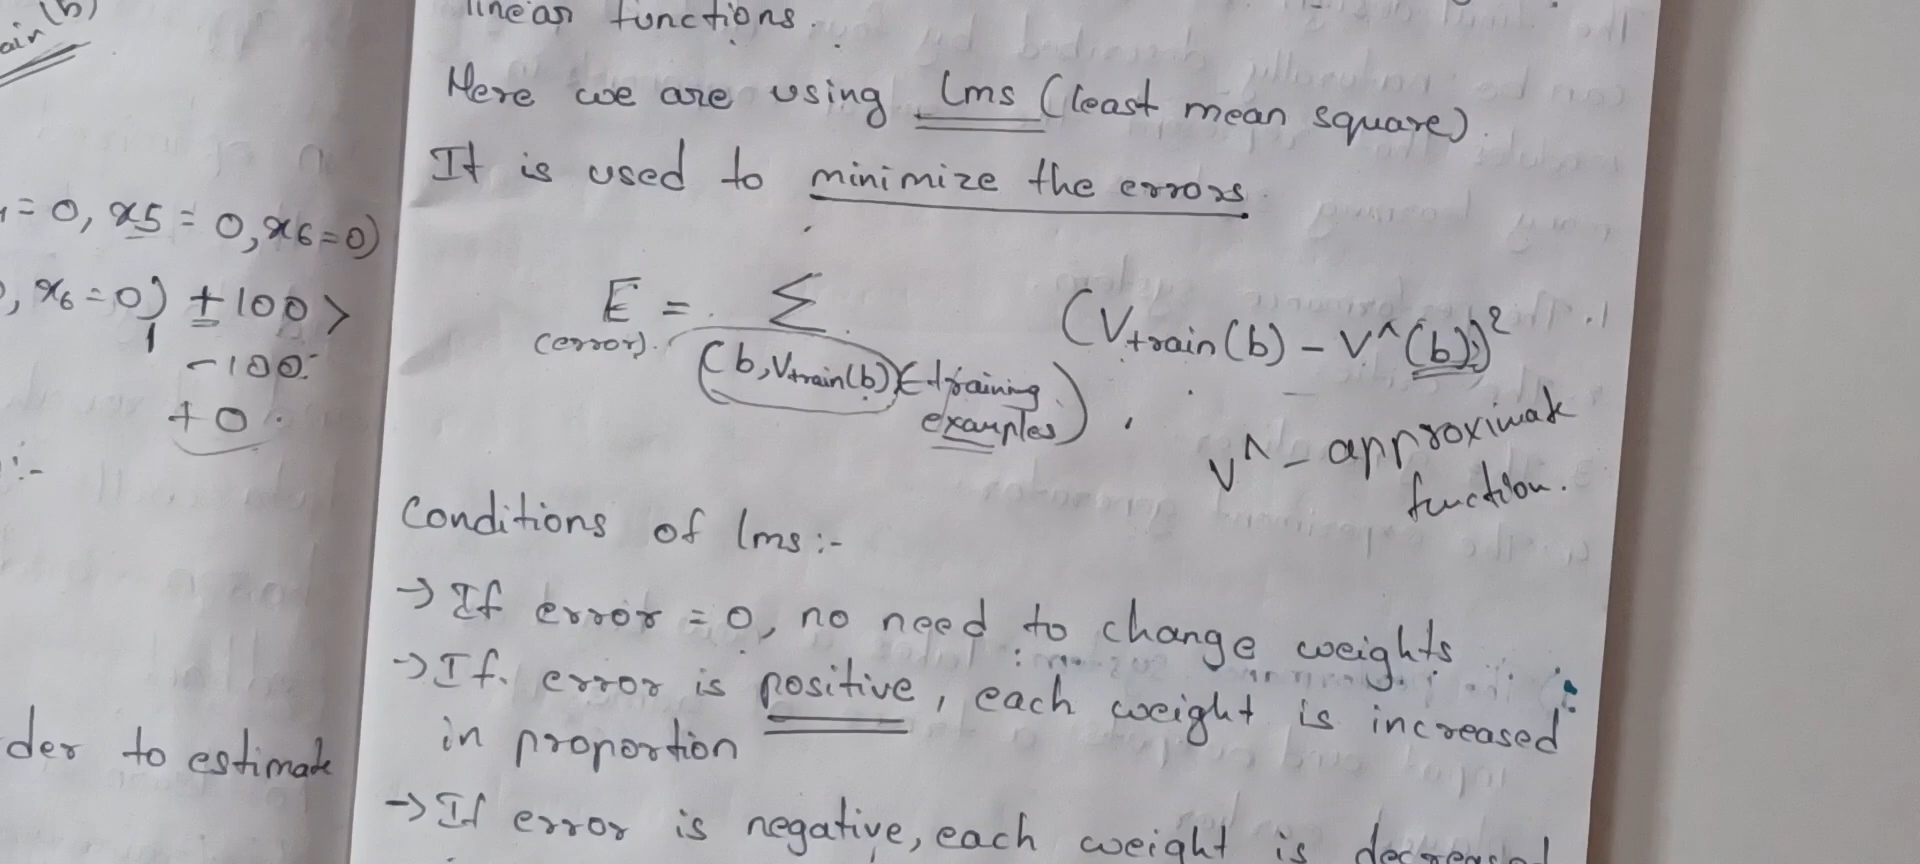 ain(b)
= 0, x5 = 0, x6 = 0)
, x6 = 0) ± 100 >
- 100
+ 0.
:-
der to estimate
linear functions.
Here we are using lms (least mean square).
It is used to minimize the errors.
E = Σ (Vtrain(b) - V^(b))²
(error). (b, Vtrain(b) ∈ training
examples)
V^ - approximate
function.
Conditions of lms :-
→ If error = 0, no need to change weights
→ If error is positive, each weight is increased
in proportion
→ If error is negative, each weight is decreased